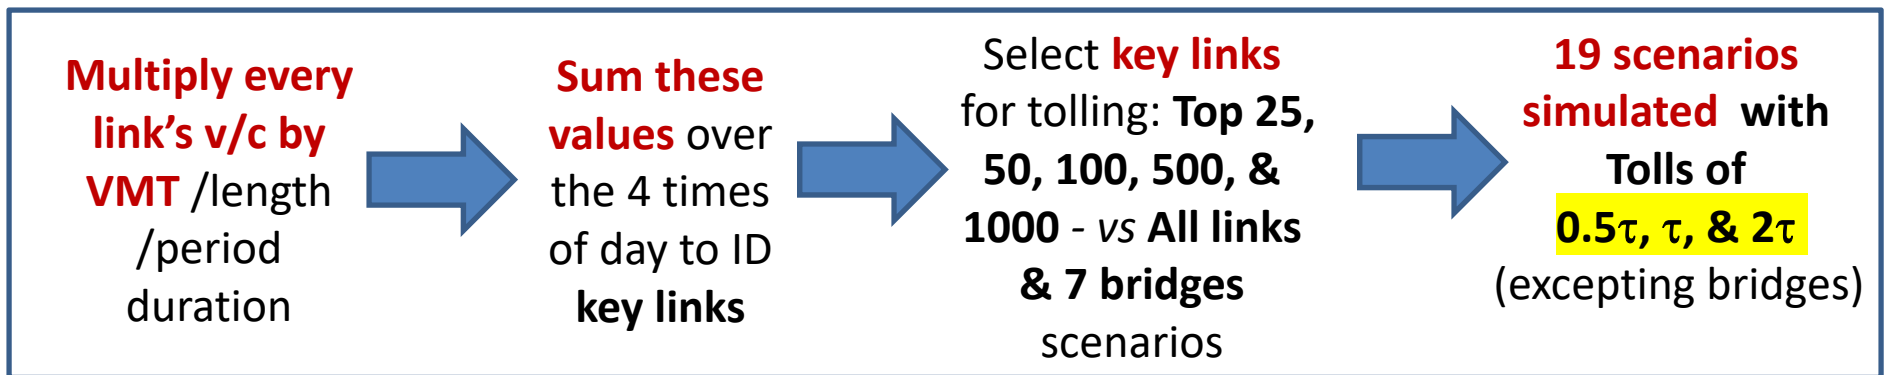 Multiply every
link's v/c by
VMT /length
/period
duration
Sum these
values over
the 4 times
of day to ID
key links
Select key links
for tolling: Top 25,
50, 100, 500, &
1000 - vs All links
& 7 bridges
scenarios
19 scenarios
simulated with
Tolls of
0.5τ, τ, & 2τ
(excepting bridges)